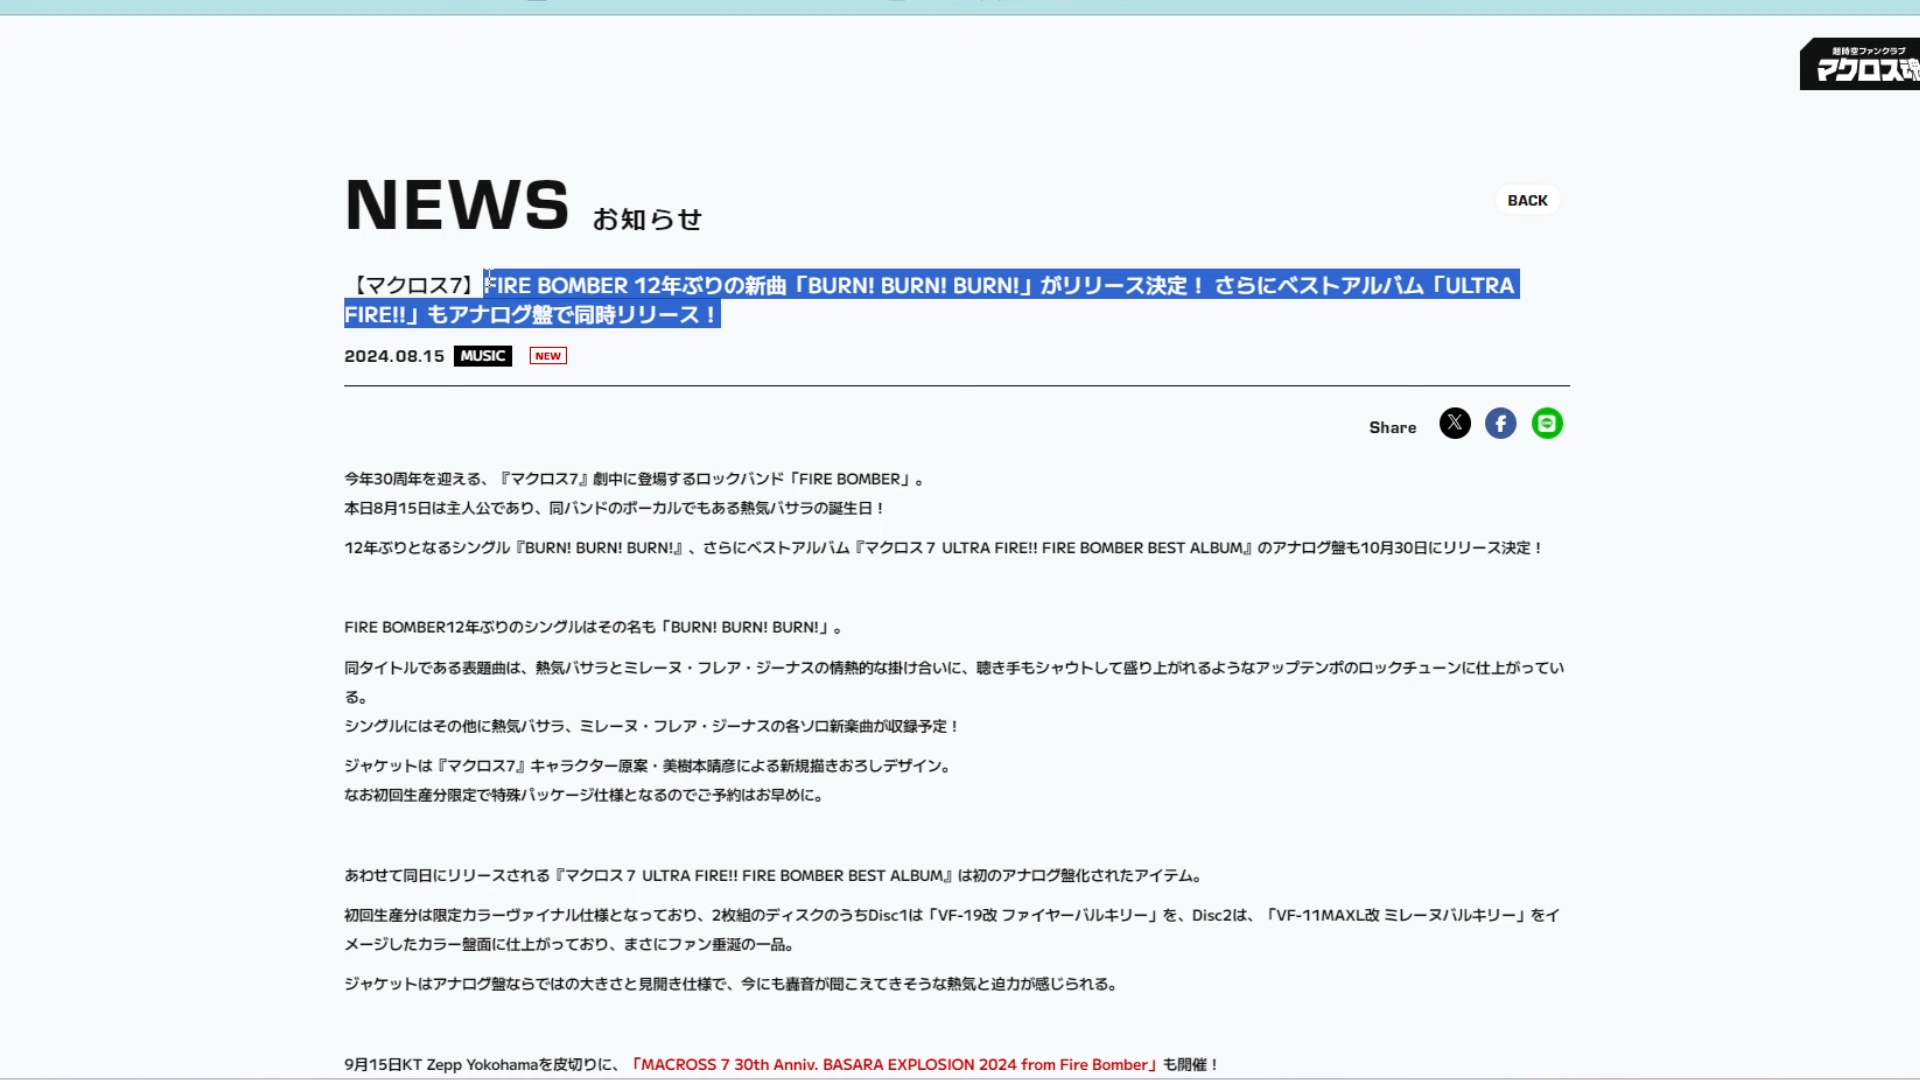 超時空ファンクラブ
マクロス魂
NEWS お知らせ
BACK
【マクロス7】FIRE BOMBER 12年ぶりの新曲「BURN! BURN! BURN!」がリリース決定！ さらにベストアルバム「ULTRA
FIRE!!」もアナログ盤で同時リリース！
2024.08.15 MUSIC NEW
Share
今年30周年を迎える、『マクロス7』劇中に登場するロックバンド「FIRE BOMBER」。
本日8月15日は主人公であり、同バンドのボーカルでもある熱気バサラの誕生日！
12年ぶりとなるシングル『BURN! BURN! BURN!』、さらにベストアルバム『マクロス７ ULTRA FIRE!! FIRE BOMBER BEST ALBUM』のアナログ盤も10月30日にリリース決定！
FIRE BOMBER12年ぶりのシングルはその名も「BURN! BURN! BURN!」。
同タイトルである表題曲は、熱気バサラとミレーヌ・フレア・ジーナスの情熱的な掛け合いに、聴き手もシャウトして盛り上がれるようなアップテンポのロックチューンに仕上がってい
る。
シングルにはその他に熱気バサラ、ミレーヌ・フレア・ジーナスの各ソロ新楽曲が収録予定！
ジャケットは『マクロス7』キャラクター原案・美樹本晴彦による新規描きおろしデザイン。
なお初回生産分限定で特殊パッケージ仕様となるのでご予約はお早めに。
あわせて同日にリリースされる『マクロス７ ULTRA FIRE!! FIRE BOMBER BEST ALBUM』は初のアナログ盤化されたアイテム。
初回生産分は限定カラーヴァイナル仕様となっており、2枚組のディスクのうちDisc1は「VF-19改 ファイヤーバルキリー」を、Disc2は、「VF-11MAXL改 ミレーヌバルキリー」をイ
メージしたカラー盤面に仕上がっており、まさにファン垂涎の一品。
ジャケットはアナログ盤ならではの大きさと見開き仕様で、今にも轟音が聞こえてきそうな熱気と迫力が感じられる。
9月15日KT Zepp Yokohamaを皮切りに、「MACROSS 7 30th Anniv. BASARA EXPLOSION 2024 from Fire Bomber」も開催！